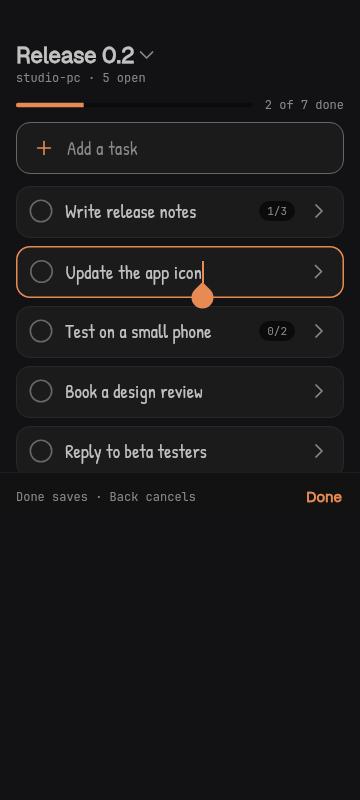 Release 0.2
studio-pc · 5 open
2 of 7 done
Add a task
Write release notes 1/3
Update the app icon
Test on a small phone 0/2
Book a design review
Reply to beta testers
Done saves · Back cancels Done